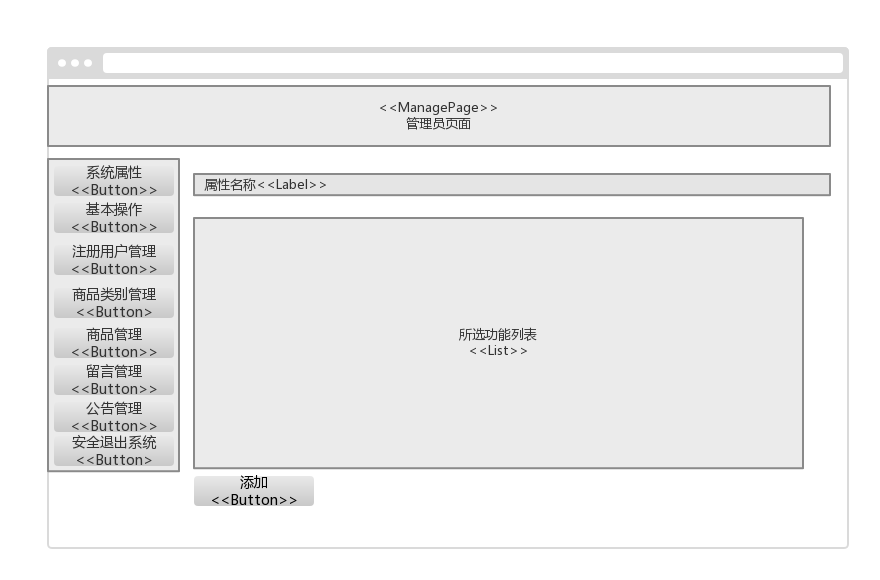 <<ManagePage>>
管理员页面
系统属性
<<Button>>
基本操作
<<Button>>
注册用户管理
<<Button>>
商品类别管理
<<Button>
商品管理
<<Button>>
留言管理
<<Button>>
公告管理
<<Button>>
安全退出系统
<<Button>
属性名称<<Label>>
所选功能列表
<<List>>
添加
<<Button>>